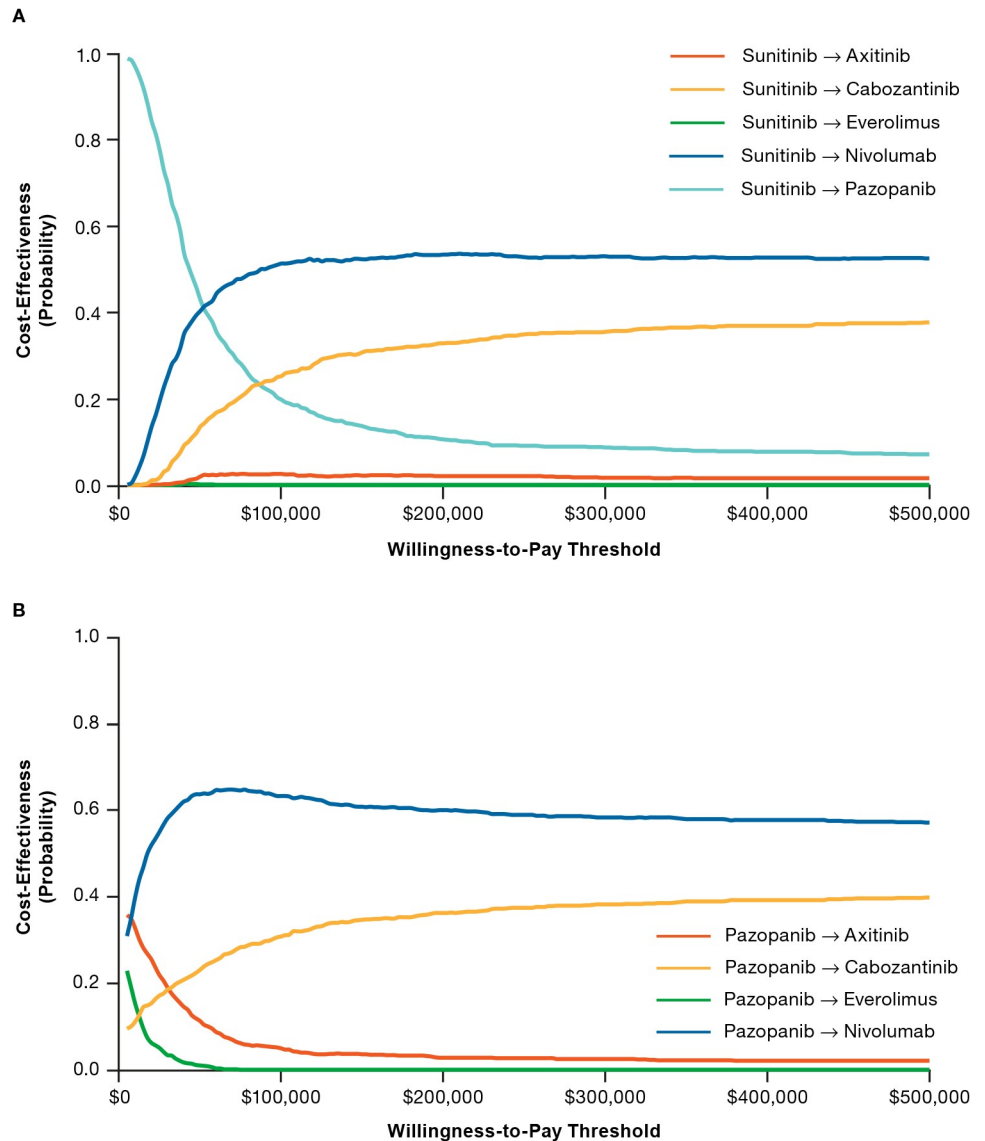 A
Cost-Effectiveness
(Probability)
1.0
0.8
0.6
0.4
0.2
0.0
Sunitinib → Axitinib
Sunitinib → Cabozantinib
Sunitinib → Everolimus
Sunitinib → Nivolumab
Sunitinib → Pazopanib
$0
$100,000
$200,000
$300,000
$400,000
$500,000
Willingness-to-Pay Threshold
B
Cost-Effectiveness
(Probability)
1.0
0.8
0.6
0.4
0.2
0.0
Pazopanib → Axitinib
Pazopanib → Cabozantinib
Pazopanib → Everolimus
Pazopanib → Nivolumab
$0
$100,000
$200,000
$300,000
$400,000
$500,000
Willingness-to-Pay Threshold